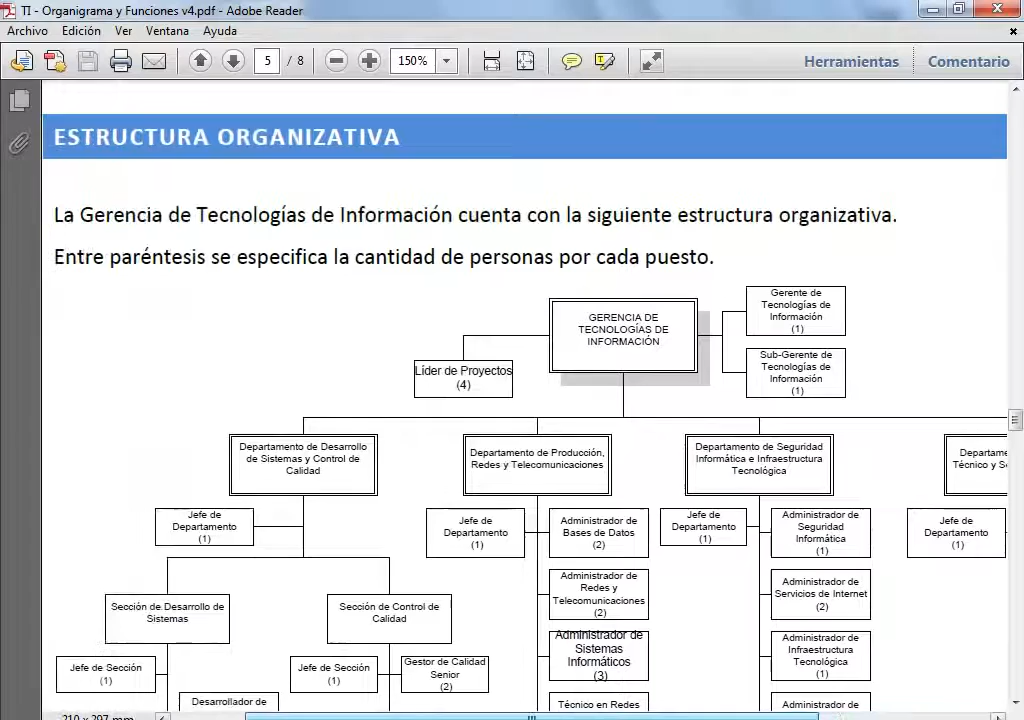 TI - Organigrama y Funciones v4.pdf - Adobe Reader
Archivo Edición Ver Ventana Ayuda
5 / 8 150% Herramientas Comentario
ESTRUCTURA ORGANIZATIVA
La Gerencia de Tecnologías de Información cuenta con la siguiente estructura organizativa.
Entre paréntesis se especifica la cantidad de personas por cada puesto.
GERENCIA DE
TECNOLOGÍAS DE
INFORMACIÓN
Gerente de
Tecnologías de
Información
(1)
Sub-Gerente de
Tecnologías de
Información
(1)
Líder de Proyectos
(4)
Departamento de Desarrollo
de Sistemas y Control de
Calidad
Departamento de Producción,
Redes y Telecomunicaciones
Departamento de Seguridad
Informática e Infraestructura
Tecnológica
Departame
Técnico y S
Jefe de
Departamento
(1)
Jefe de
Departamento
(1)
Administrador de
Bases de Datos
(2)
Jefe de
Departamento
(1)
Administrador de
Seguridad
Informática
(1)
Jefe de
Departamento
(1)
Administrador de
Redes y
Telecomunicaciones
(2)
Administrador de
Servicios de Internet
(2)
Sección de Desarrollo de
Sistemas
Sección de Control de
Calidad
Administrador de
Sistemas
Informáticos
(3)
Administrador de
Infraestructura
Tecnológica
(1)
Jefe de Sección
(1)
Jefe de Sección
(1)
Gestor de Calidad
Senior
(2)
Desarrollador de
Técnico en Redes
Administrador de
210 x 297 mm